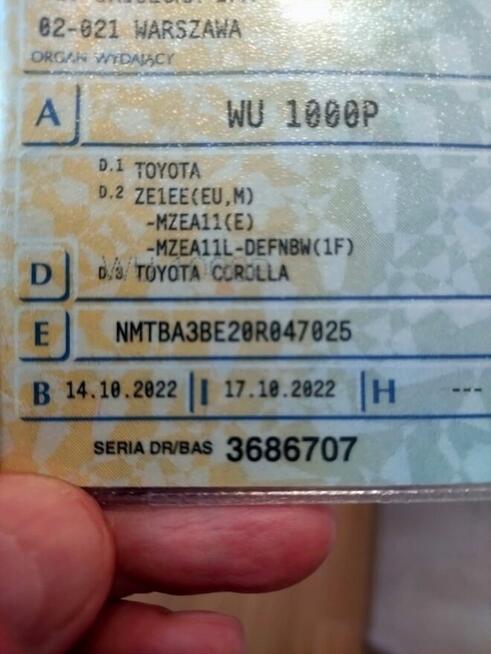 02-021 WARSZAWA
ORGAN WYDAJĄCY
A WU 1000P
D.1 TOYOTA
D.2 ZE1EE(EU,M)
-MZEA11(E)
-MZEA11L-DEFNBW(1F)
D D.3 TOYOTA COROLLA
E NMTBA3BE20R047025
B 14.10.2022 I 17.10.2022 H ---
SERIA DR/BAS 3686707